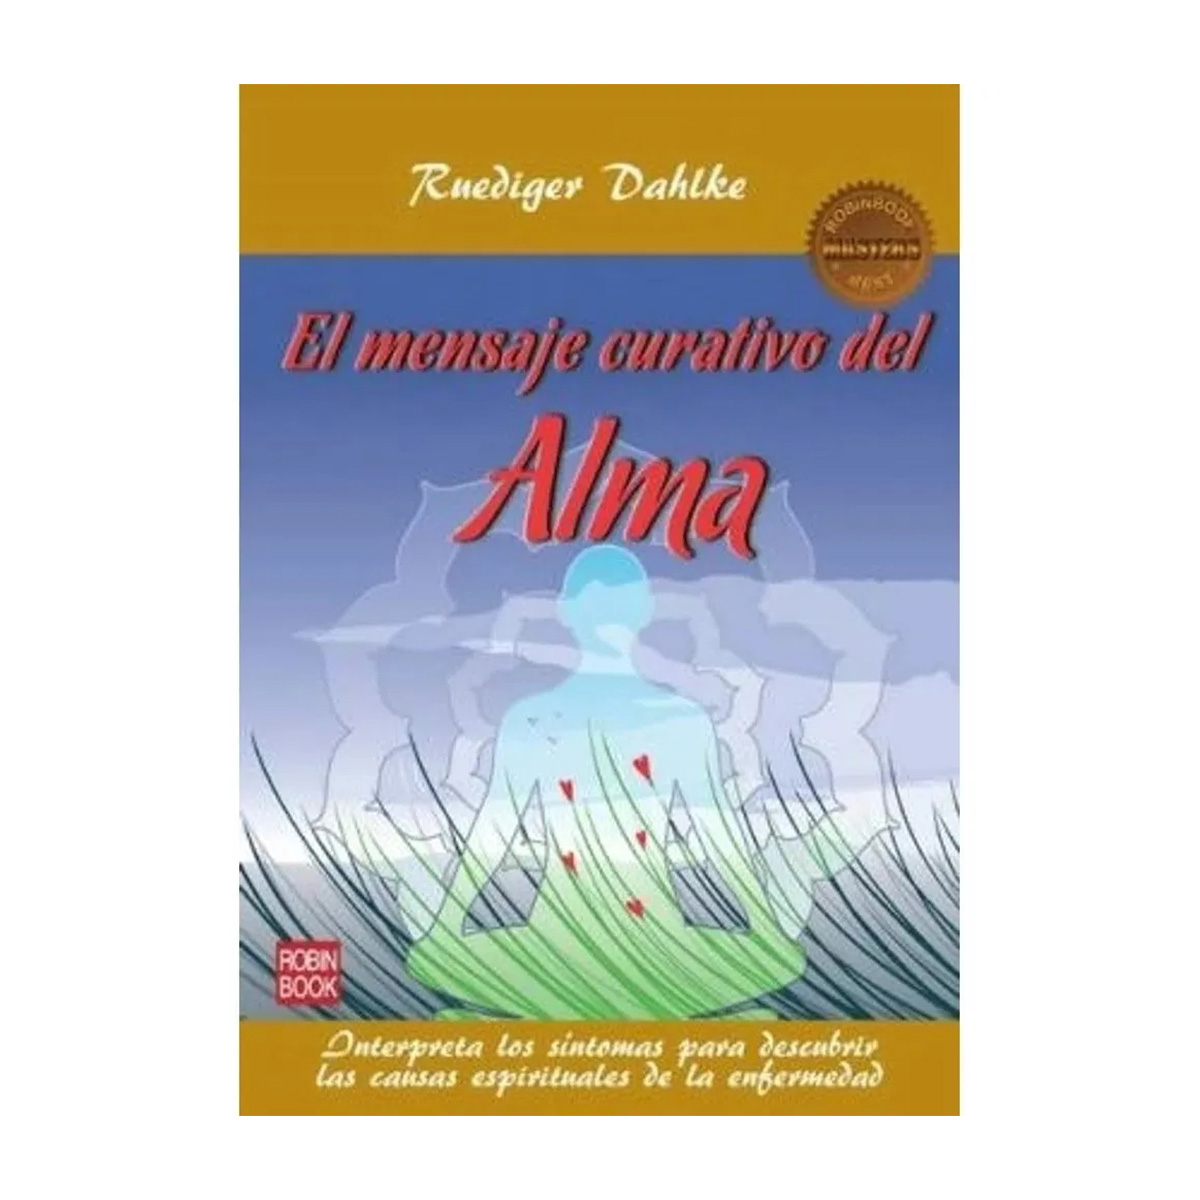 Ruediger Dahlke
ROBINBOOK
MASTERS
BEST
El mensaje curativo del
Alma
ROBIN
BOOK
Interpreta los síntomas para descubrir
las causas espirituales de la enfermedad